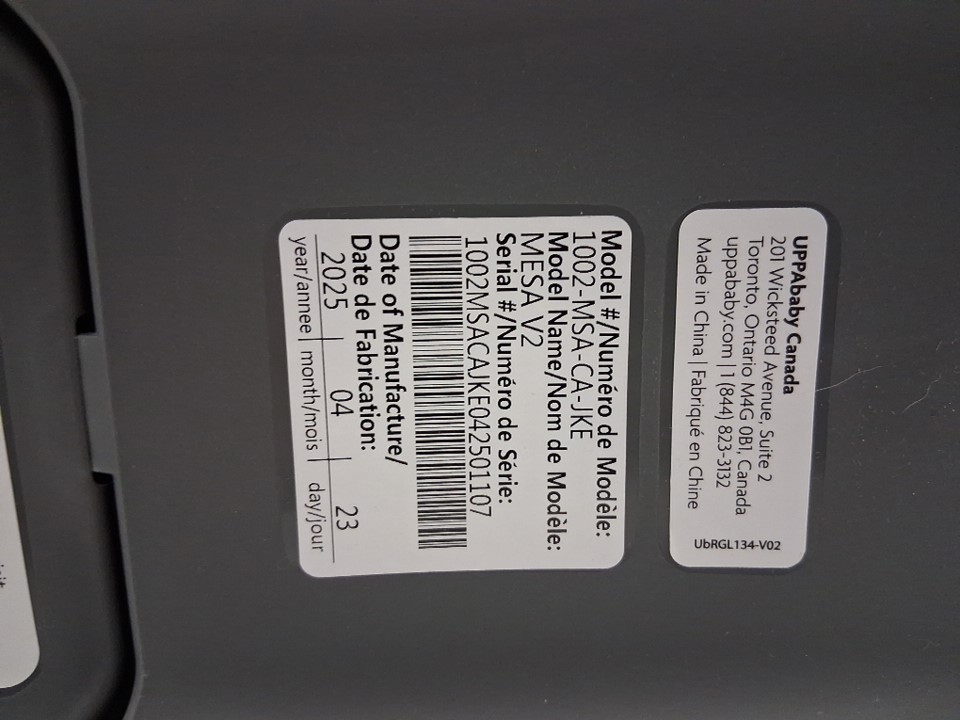 UPPAbaby Canada
201 Wicksteed Avenue, Suite 2
Toronto, Ontario M4G 0B1, Canada
uppababy.com | 1 (844) 823-3132
Made in China | Fabriqué en Chine
UbRGL134-V02
Model #/Numéro de Modèle:
1002-MSA-CA-JKE
Model Name/Nom de Modèle:
MESA V2
Serial #/Numéro de Série:
1002MSACAJKE042501107
Date of Manufacture/
Date de Fabrication:
2025 04 23
year/annee | month/mois | day/jour